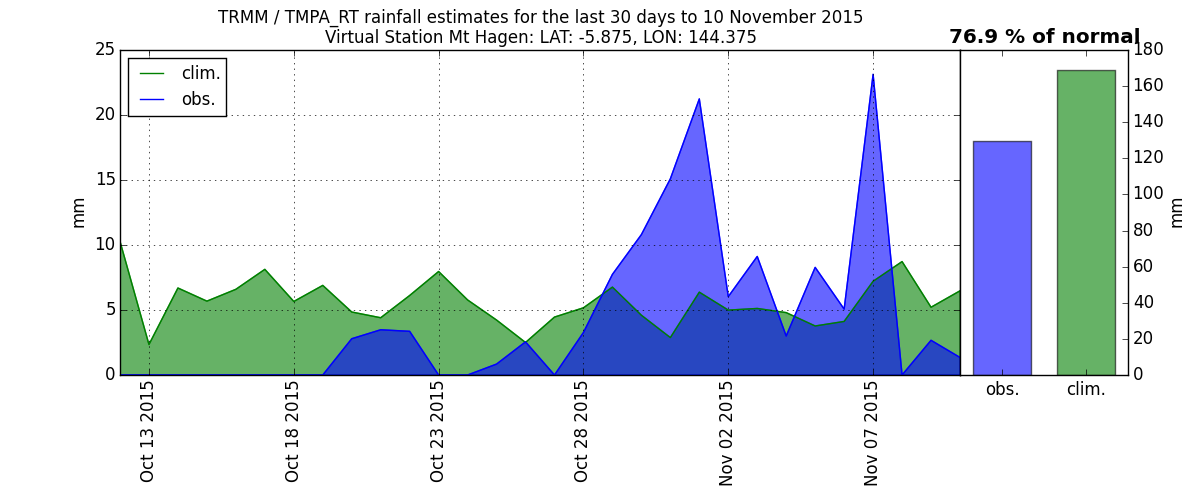 TRMM / TMPA_RT rainfall estimates for the last 30 days to 10 November 2015
Virtual Station Mt Hagen: LAT: -5.875, LON: 144.375
76.9 % of normal
clim.
obs.
25
20
15
10
5
0
mm
Oct 13 2015
Oct 18 2015
Oct 23 2015
Oct 28 2015
Nov 02 2015
Nov 07 2015
180
160
140
120
100
80
60
40
20
0
mm
obs.
clim.